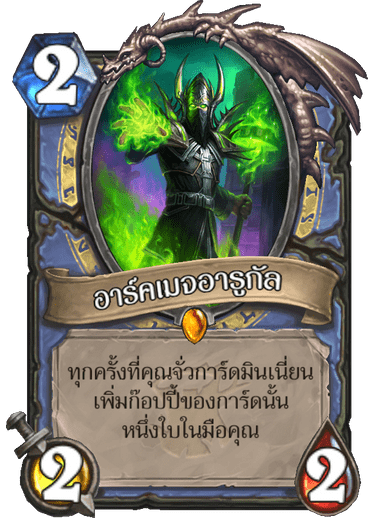 2
อาร์คเมจอารูกัล
ทุกครั้งที่คุณจั่วการ์ดมินเนี่ยน
เพิ่มก๊อปปี้ของการ์ดนั้น
หนึ่งใบในมือคุณ
2
2